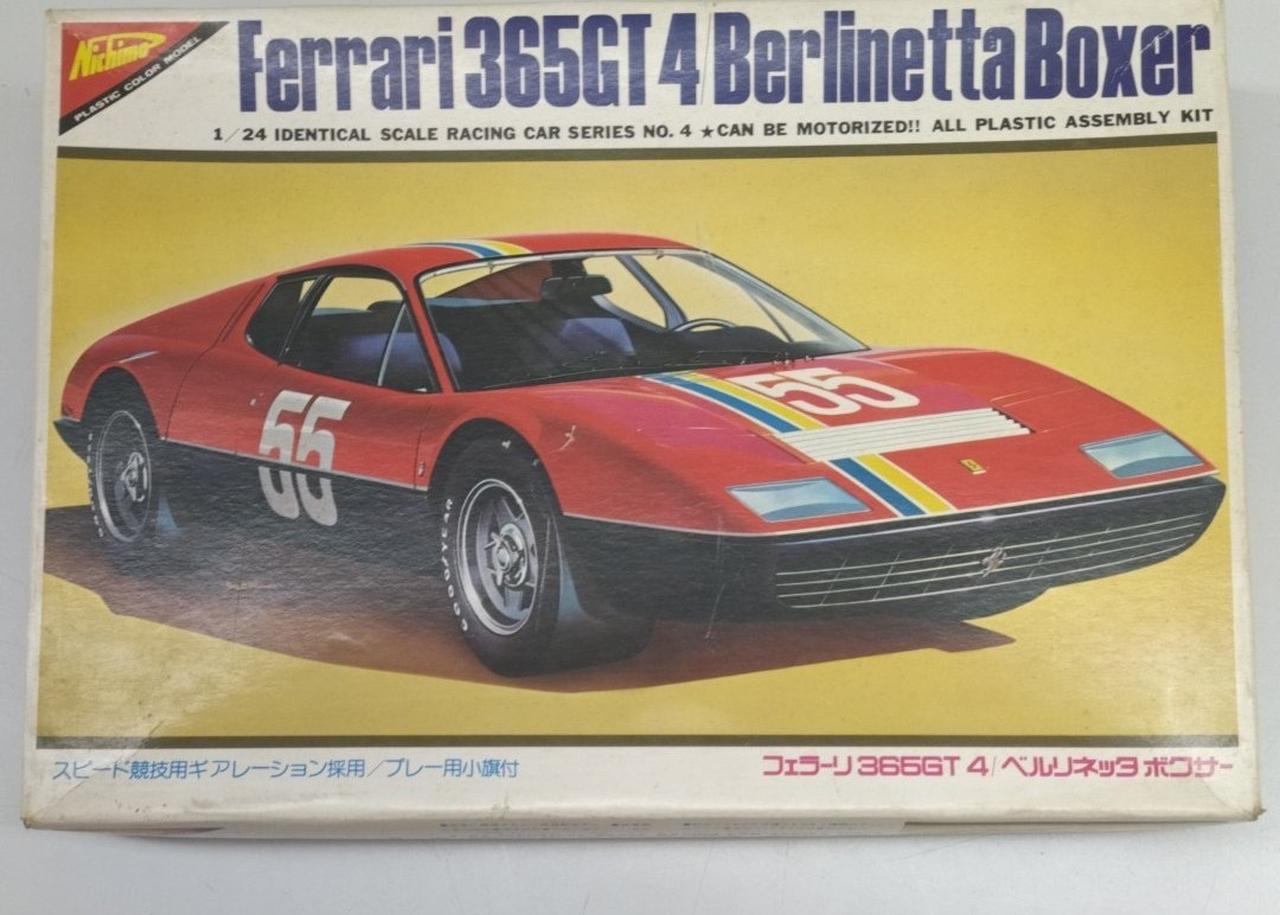 Nichimo
PLASTIC COLOR MODEL
Ferrari 365GT4/Berlinetta Boxer
1/24 IDENTICAL SCALE RACING CAR SERIES NO. 4 ★CAN BE MOTORIZED!! ALL PLASTIC ASSEMBLY KIT
55
55
GOODYEAR
スピード競技用ギアレーション採用/プレー用小旗付
フェラーリ 365GT 4/ベルリネッタ ボクサー